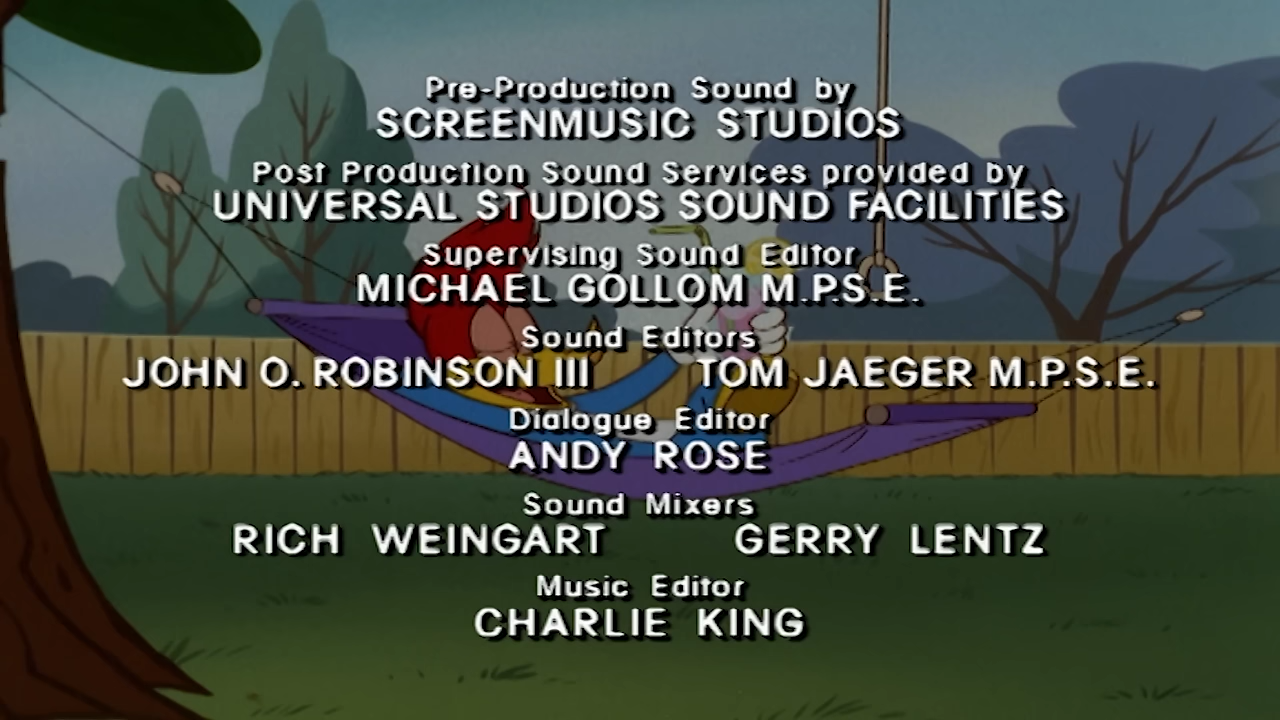 Pre-Production Sound by
SCREENMUSIC STUDIOS
Post Production Sound Services provided by
UNIVERSAL STUDIOS SOUND FACILITIES
Supervising Sound Editor
MICHAEL GOLLOM M.P.S.E.
Sound Editors
JOHN O. ROBINSON III TOM JAEGER M.P.S.E.
Dialogue Editor
ANDY ROSE
Sound Mixers
RICH WEINGART GERRY LENTZ
Music Editor
CHARLIE KING